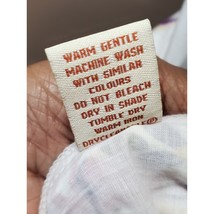 WARM GENTLE
MACHINE WASH
WITH SIMILAR
COLOURS
DO NOT BLEACH
DRY IN SHADE
TUMBLE DRY
WARM IRON